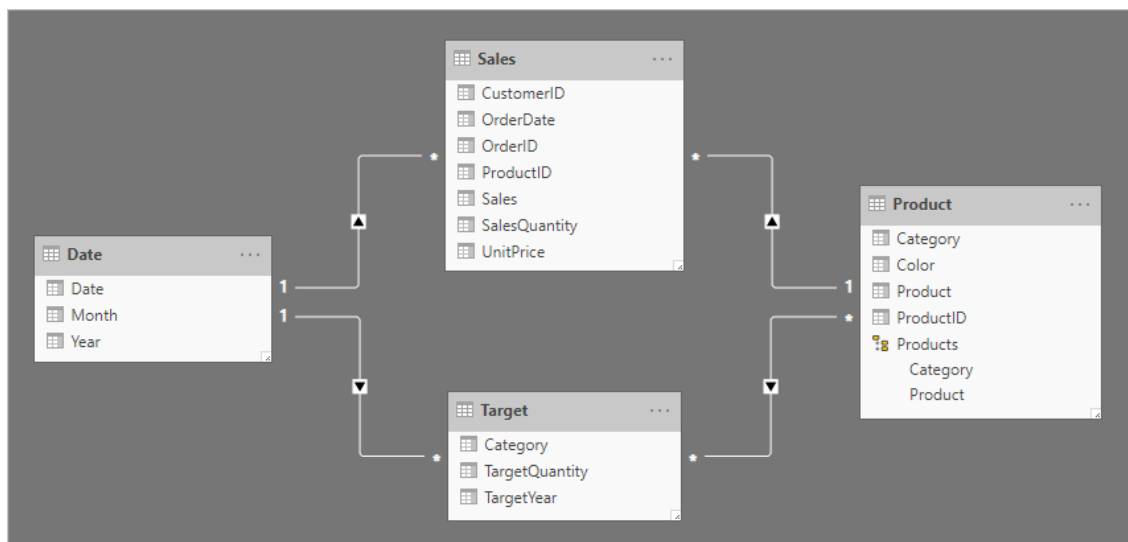 Sales
CustomerID
OrderDate
OrderID
ProductID
Sales
SalesQuantity
UnitPrice
*
*
Date
Date
Month
Year
1
1
Product
Category
Color
Product
ProductID
Products
Category
Product
1
*
Target
Category
TargetQuantity
TargetYear
*
*